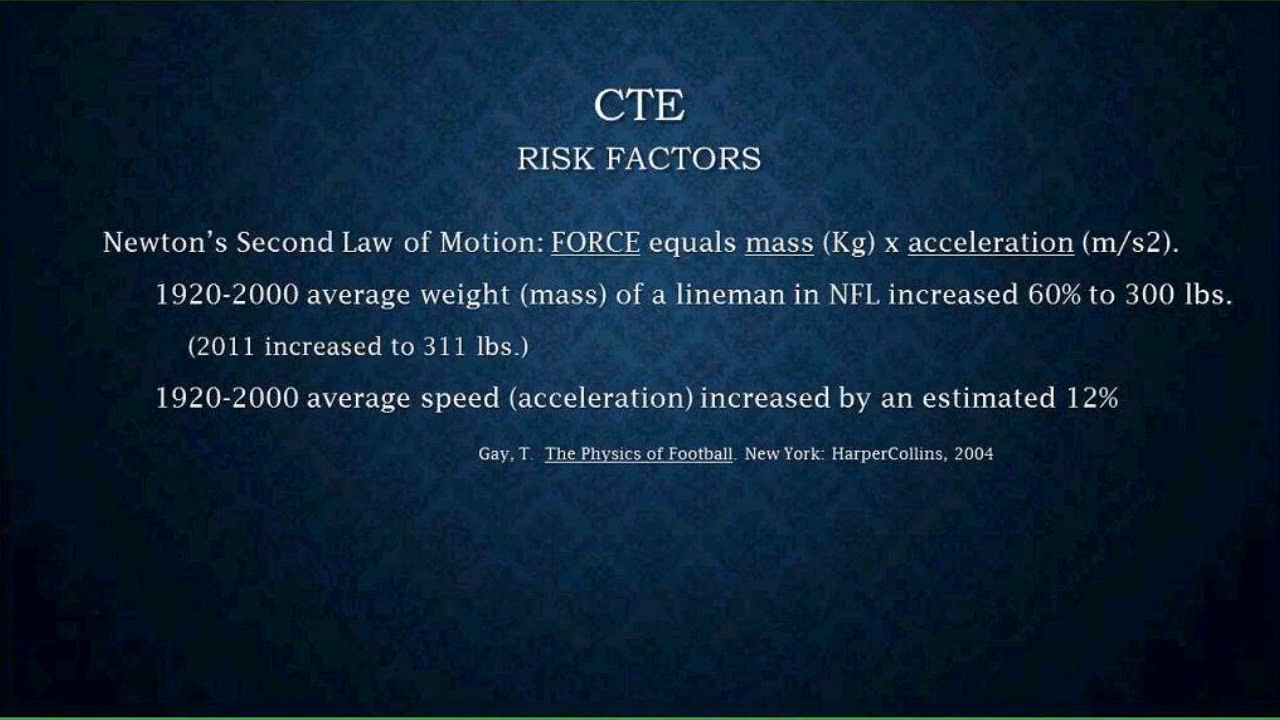 CTE
RISK FACTORS
Newton’s Second Law of Motion: FORCE equals mass (Kg) x acceleration (m/s2).
1920-2000 average weight (mass) of a lineman in NFL increased 60% to 300 lbs.
(2011 increased to 311 lbs.)
1920-2000 average speed (acceleration) increased by an estimated 12%
Gay, T. The Physics of Football. New York: HarperCollins, 2004